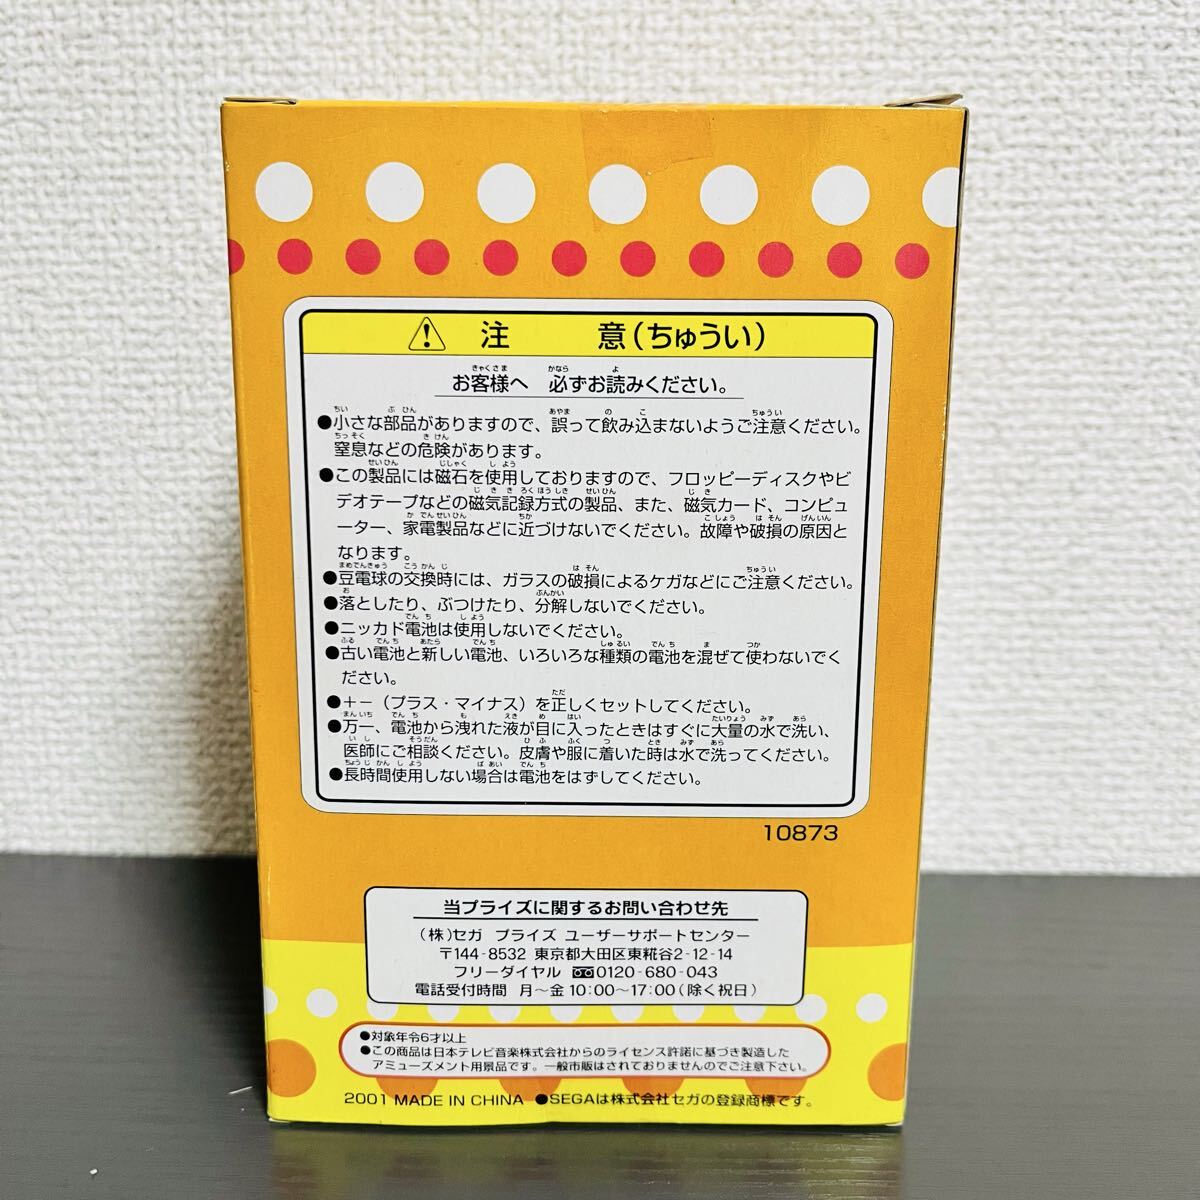 注　意(ちゅうい)
お客様へ　必ずお読みください。
●小さな部品がありますので、誤って飲み込まないようご注意ください。
窒息などの危険があります。
●この製品には磁石を使用しておりますので、フロッピーディスクやビ
デオテープなどの磁気記録方式の製品、また、磁気カード、コンピュ
ーター、家電製品などに近づけないでください。故障や破損の原因と
なります。
●豆電球の交換時には、ガラスの破損によるケガなどにご注意ください。
●落としたり、ぶつけたり、分解しないでください。
●ニッカド電池は使用しないでください。
●古い電池と新しい電池、いろいろな種類の電池を混ぜて使わないでく
ださい。
●＋－（プラス・マイナス）を正しくセットしてください。
●万一、電池から洩れた液が目に入ったときはすぐに大量の水で洗い、
医師にご相談ください。皮膚や服に着いた時は水で洗ってください。
●長時間使用しない場合は電池をはずしてください。
10873
当プライズに関するお問い合わせ先
(株)セガ プライズ ユーザーサポートセンター
〒144-8532 東京都大田区東糀谷2-12-14
フリーダイヤル 0120-680-043
電話受付時間 月～金 10:00～17:00(除く祝日)
●対象年令6才以上
●この商品は日本テレビ音楽株式会社からのライセンス許諾に基づき製造した
アミューズメント用景品です。一般市販はされておりませんのでご注意下さい。
2001 MADE IN CHINA ●SEGAは株式会社セガの登録商標です。